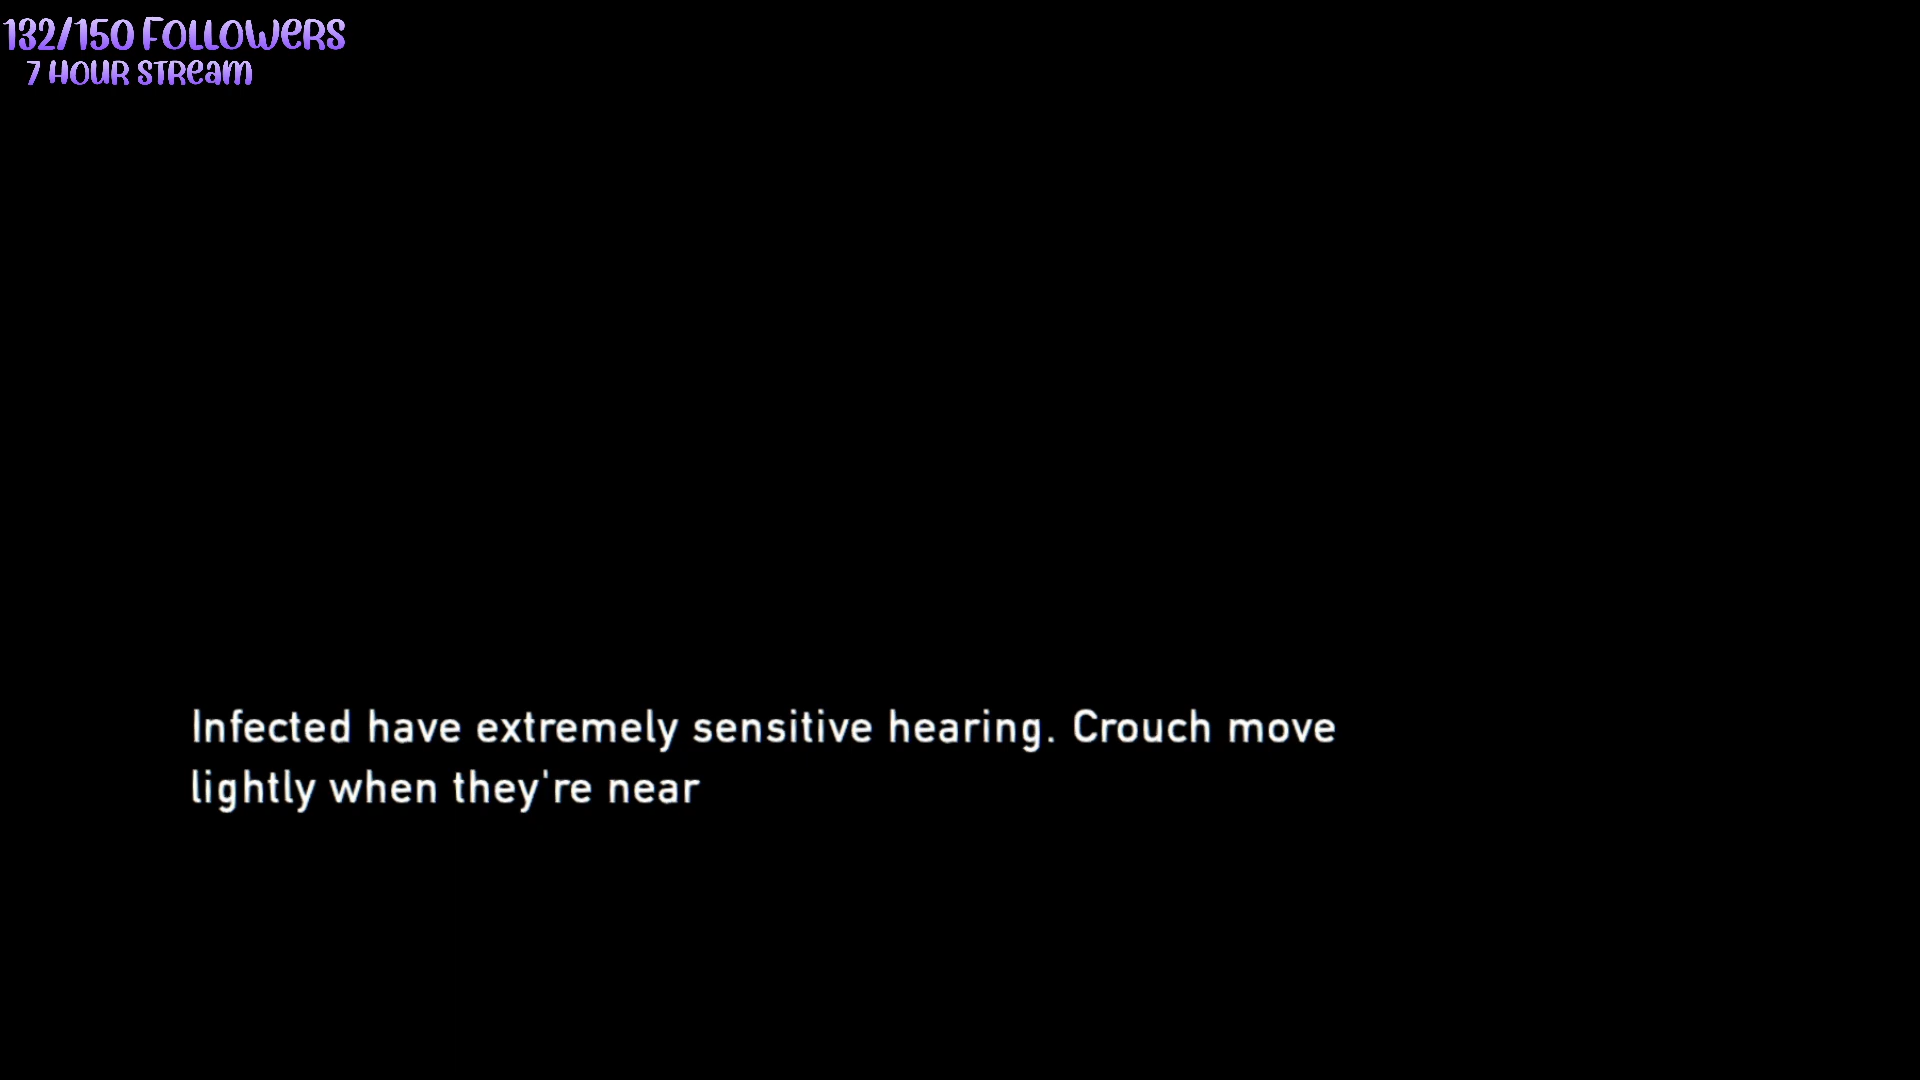 132/150 FOLLOWERS
7 HOUR STREAM
Infected have extremely sensitive hearing. Crouch move
lightly when they're near